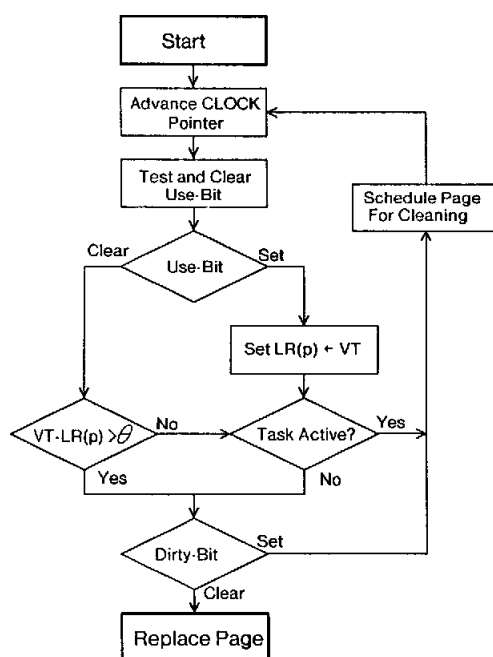 Start
Advance CLOCK
Pointer
Test and Clear
Use-Bit
Schedule Page
For Cleaning
Clear
Use-Bit
Set
Set LR(p) ← VT
VT-LR(p) >θ
No
Task Active?
Yes
Yes
No
Dirty-Bit
Set
Clear
Replace Page